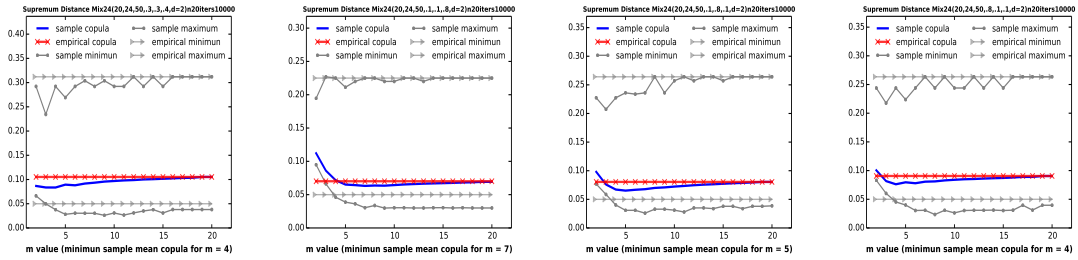 Supremum Distance Mix24(20,24,50,.3,.3,.4,d=2)n20iters10000
0.40
0.35
0.30
0.25
0.20
0.15
0.10
0.05
0.00
sample copula
empirical copula
sample minimun
sample maximum
empirical minimun
empirical maximum
5 10 15 20
m value (minimun sample mean copula for m = 4)
Supremum Distance Mix24(20,24,50,.1,.1,.8,d=2)n20iters10000
0.30
0.25
0.20
0.15
0.10
0.05
0.00
sample copula
empirical copula
sample minimun
sample maximum
empirical minimun
empirical maximum
5 10 15 20
m value (minimun sample mean copula for m = 7)
Supremum Distance Mix24(20,24,50,.1,.8,.1,d=2)n20iters10000
0.35
0.30
0.25
0.20
0.15
0.10
0.05
0.00
sample copula
empirical copula
sample minimun
sample maximum
empirical minimun
empirical maximum
5 10 15 20
m value (minimun sample mean copula for m = 5)
Supremum Distance Mix24(20,24,50,.8,.1,.1,d=2)n20iters10000
0.35
0.30
0.25
0.20
0.15
0.10
0.05
0.00
sample copula
empirical copula
sample minimun
sample maximum
empirical minimun
empirical maximum
5 10 15 20
m value (minimun sample mean copula for m = 4)